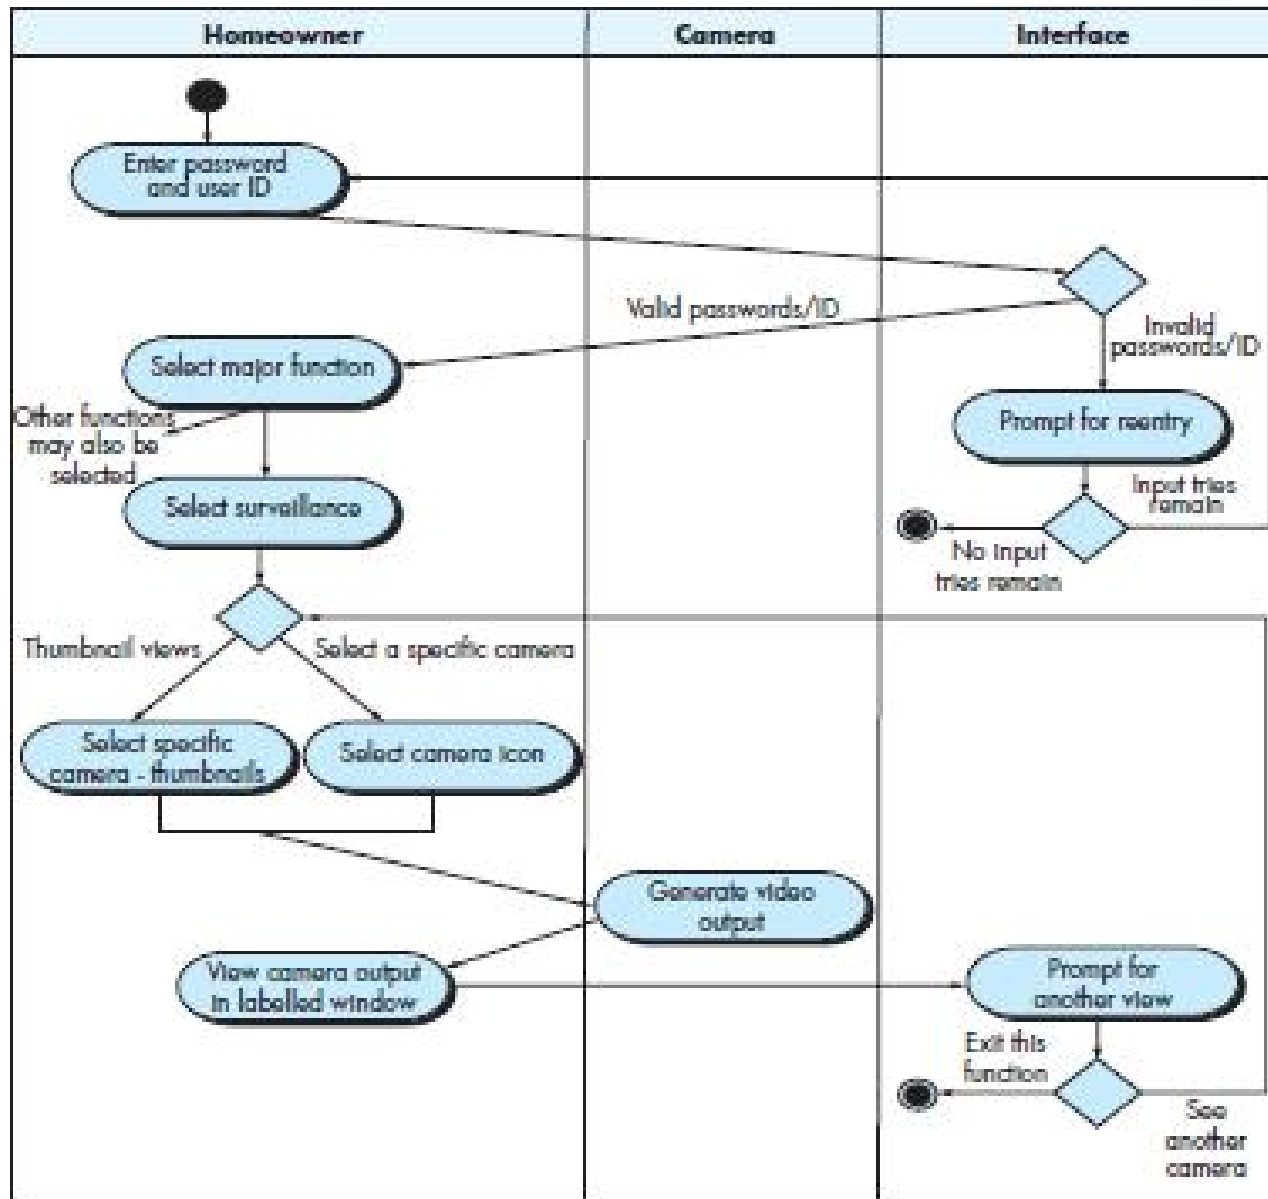 Homeowner
Camera
Interface
Enter password
and user ID
Valid passwords/ID
Invalid
passwords/ID
Select major function
Other functions
may also be
selected
Prompt for reentry
Select surveillance
Input tries
remain
No input
tries remain
Thumbnail views
Select a specific camera
Select specific
camera - thumbnails
Select camera icon
Generate video
output
View camera output
in labelled window
Prompt for
another view
Exit this
function
See
another
camera